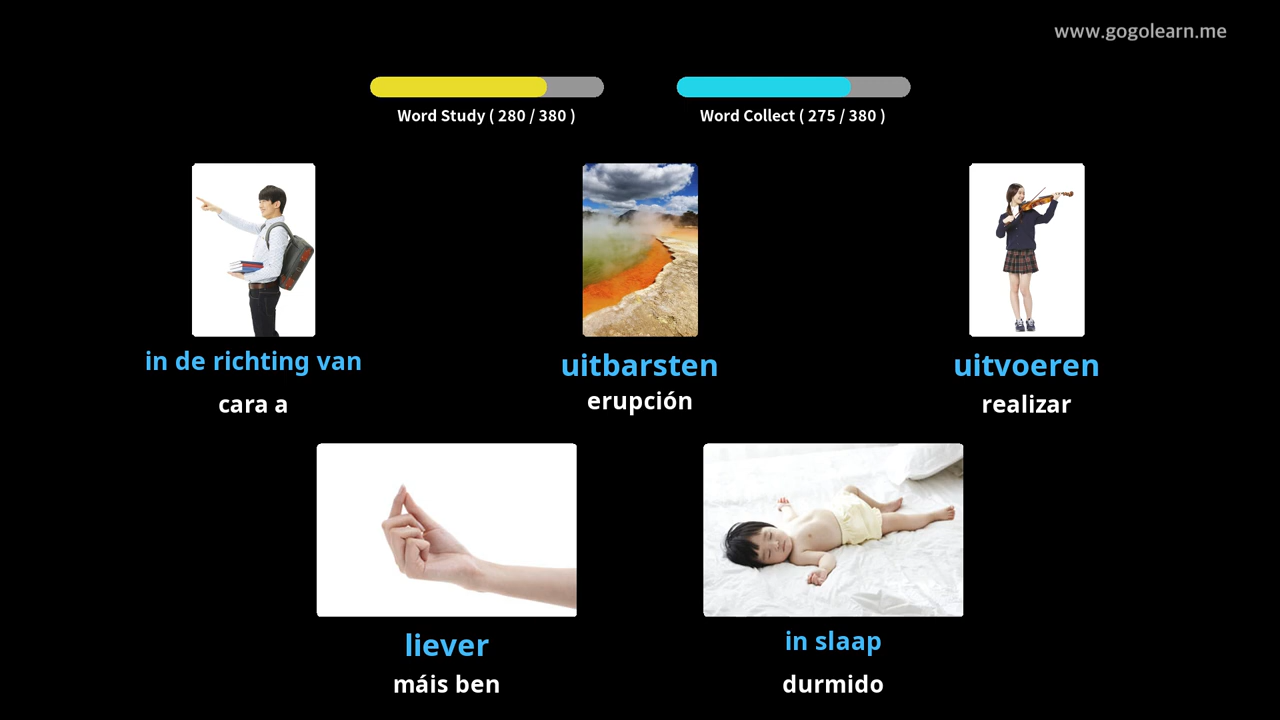 www.gogolearn.me
Word Study ( 280 / 380 )
Word Collect ( 275 / 380 )
in de richting van
cara a
uitbarsten
erupción
uitvoeren
realizar
liever
máis ben
in slaap
durmido